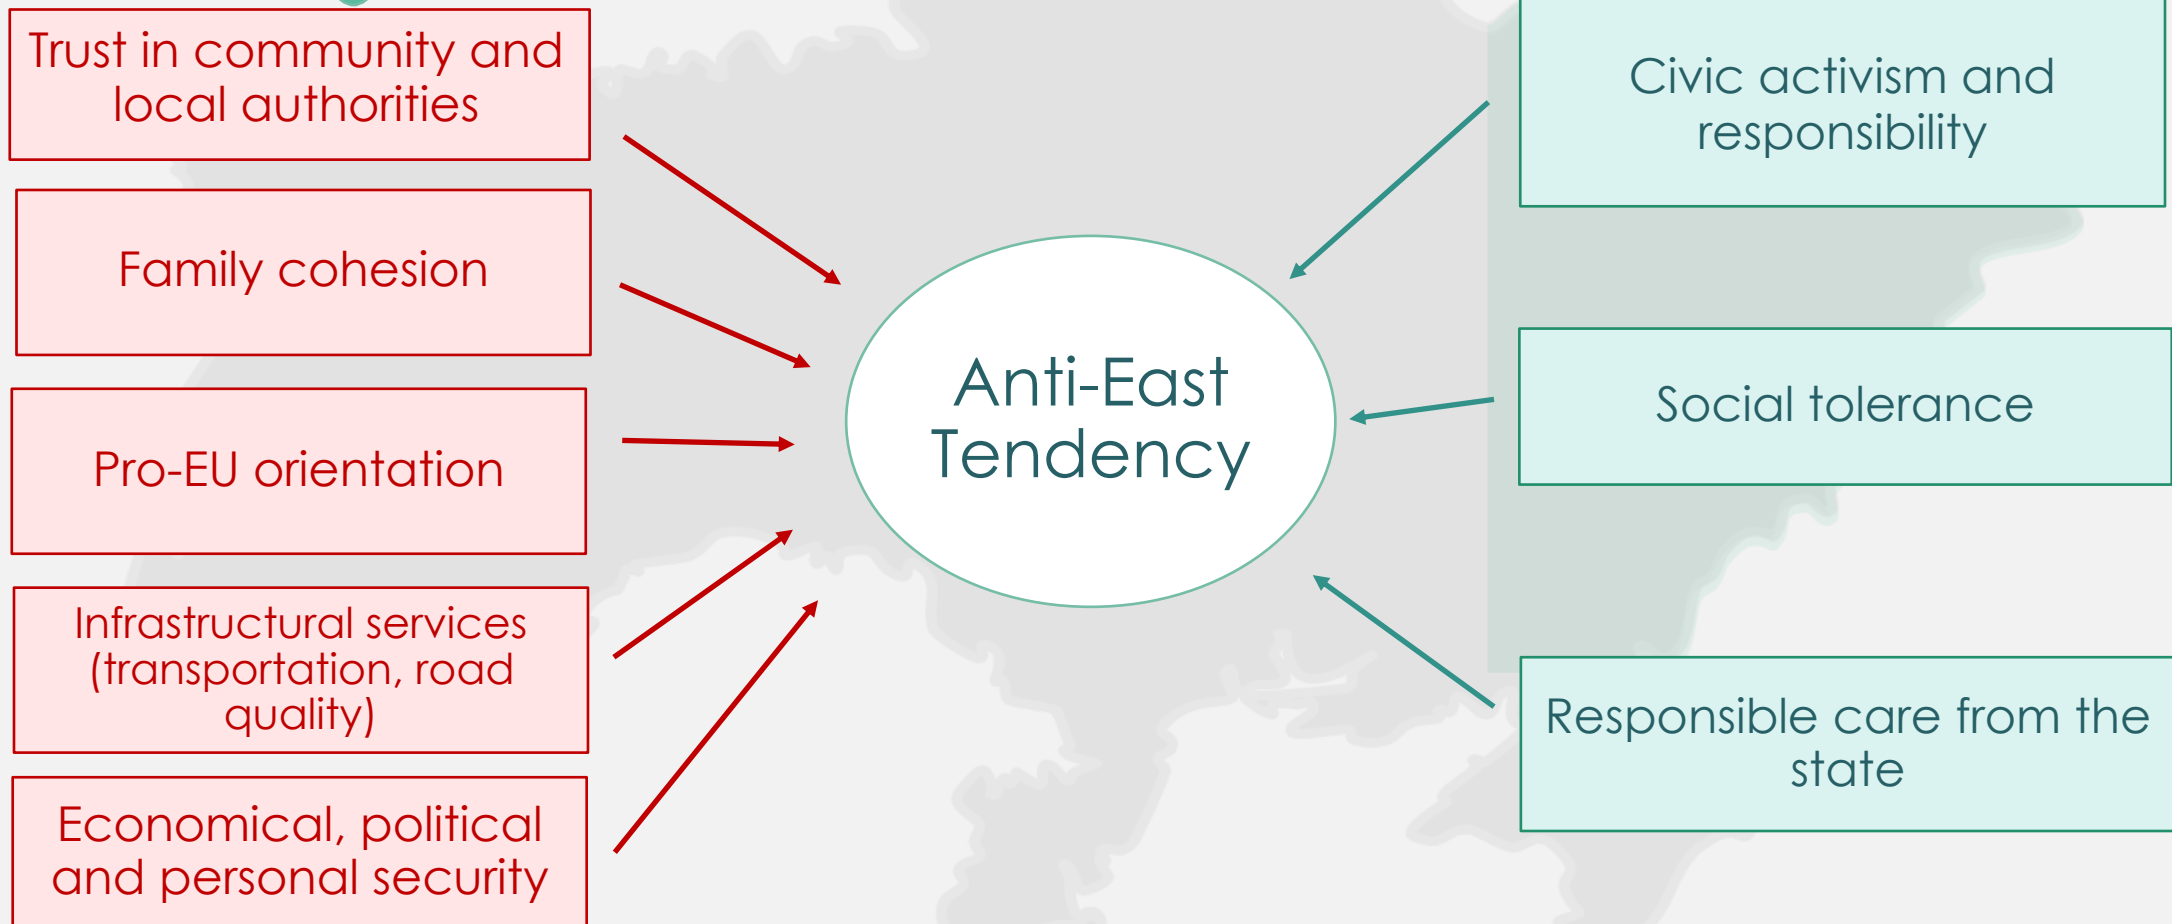 Trust in community and
local authorities
Family cohesion
Pro-EU orientation
Infrastructural services
(transportation, road
quality)
Economical, political
and personal security
Anti-East
Tendency
Civic activism and
responsibility
Social tolerance
Responsible care from the
state